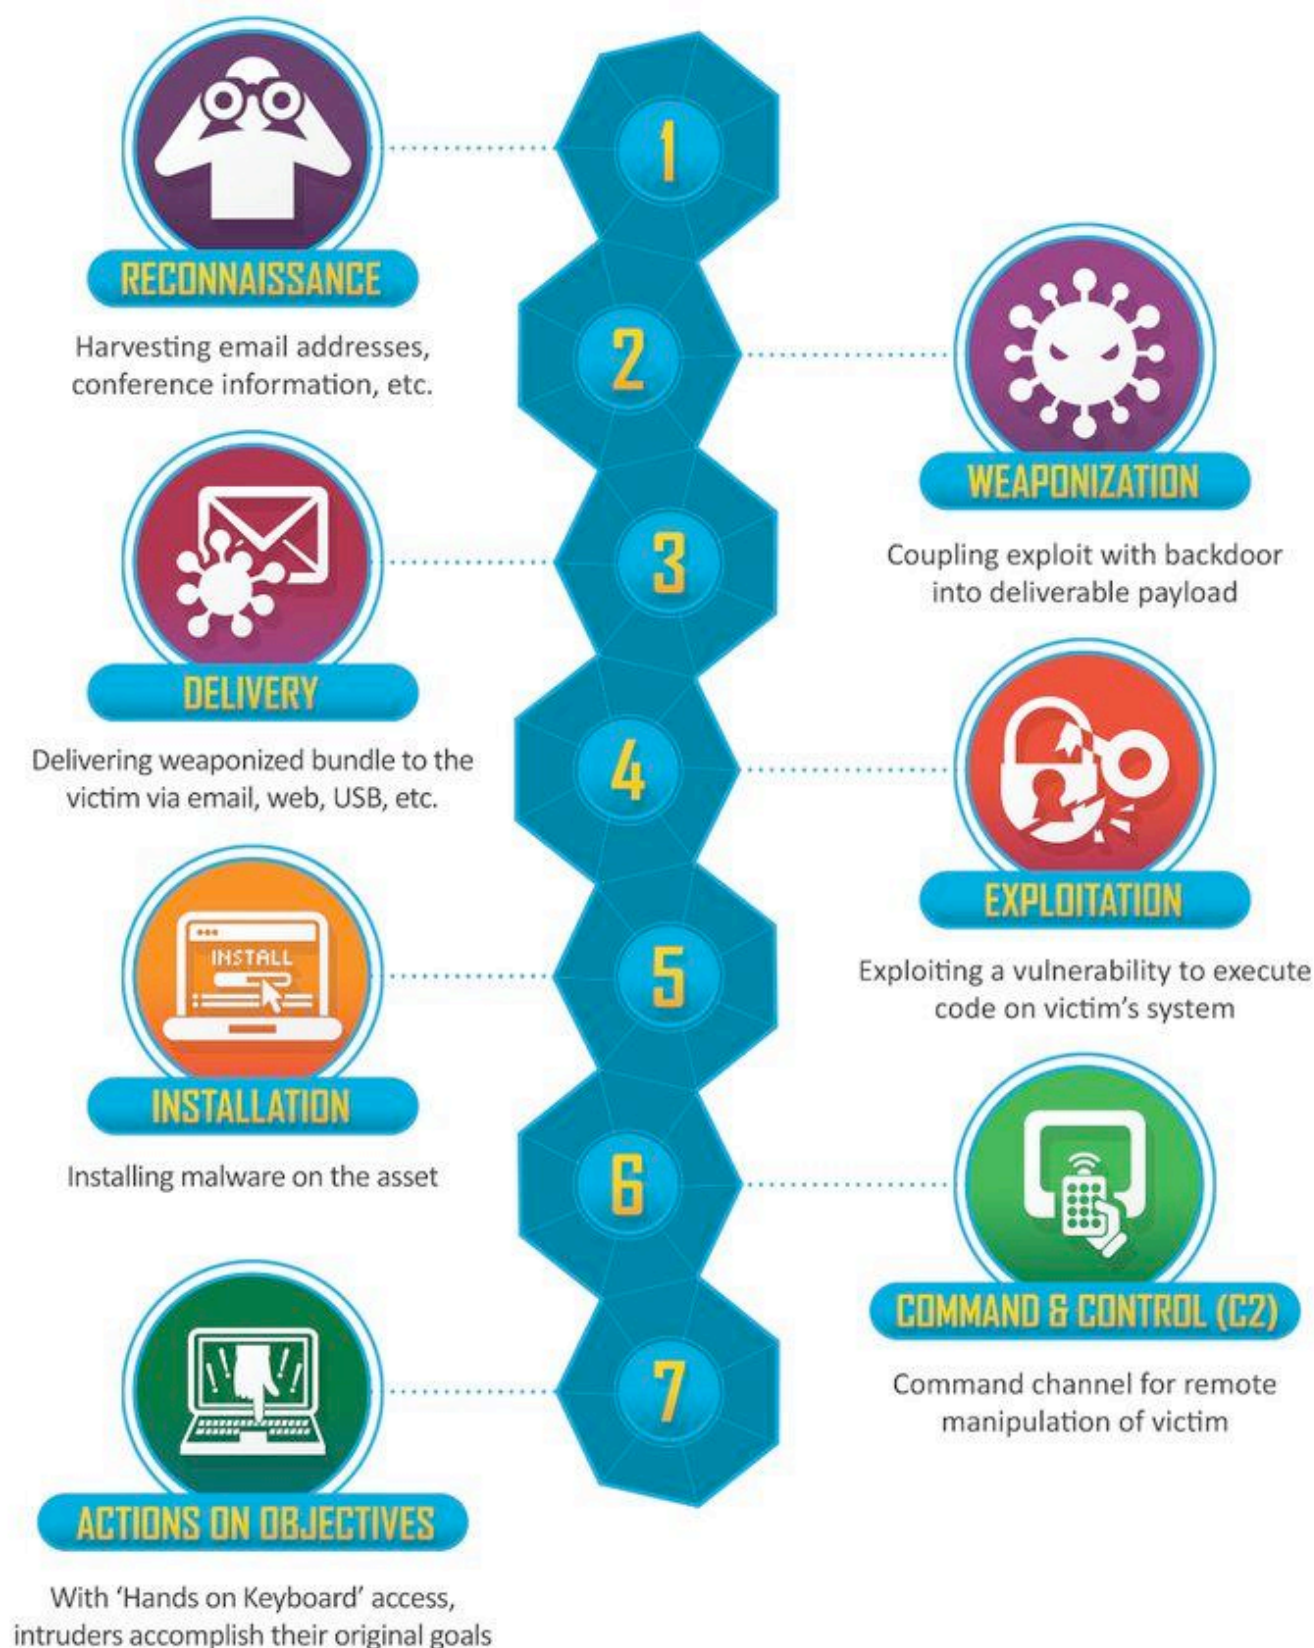 1
RECONNAISSANCE
Harvesting email addresses,
conference information, etc.
2
WEAPONIZATION
Coupling exploit with backdoor
into deliverable payload
3
DELIVERY
Delivering weaponized bundle to the
victim via email, web, USB, etc.
4
EXPLOITATION
Exploiting a vulnerability to execute
code on victim’s system
5
INSTALL
INSTALLATION
Installing malware on the asset
6
COMMAND & CONTROL (C2)
Command channel for remote
manipulation of victim
7
ACTIONS ON OBJECTIVES
With ‘Hands on Keyboard’ access,
intruders accomplish their original goals